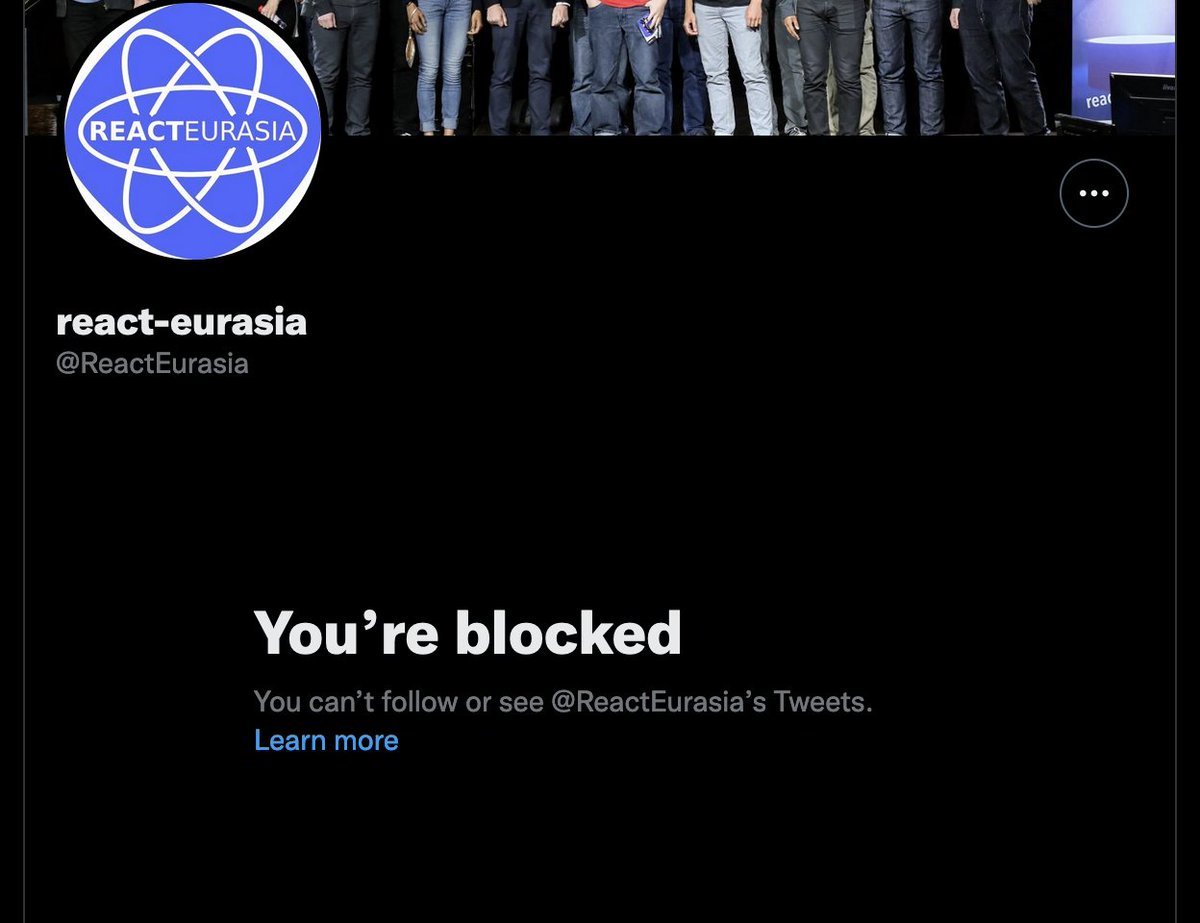 reac
REACTEURASIA
react-eurasia
@ReactEurasia
You’re blocked
You can’t follow or see @ReactEurasia’s Tweets.
Learn more